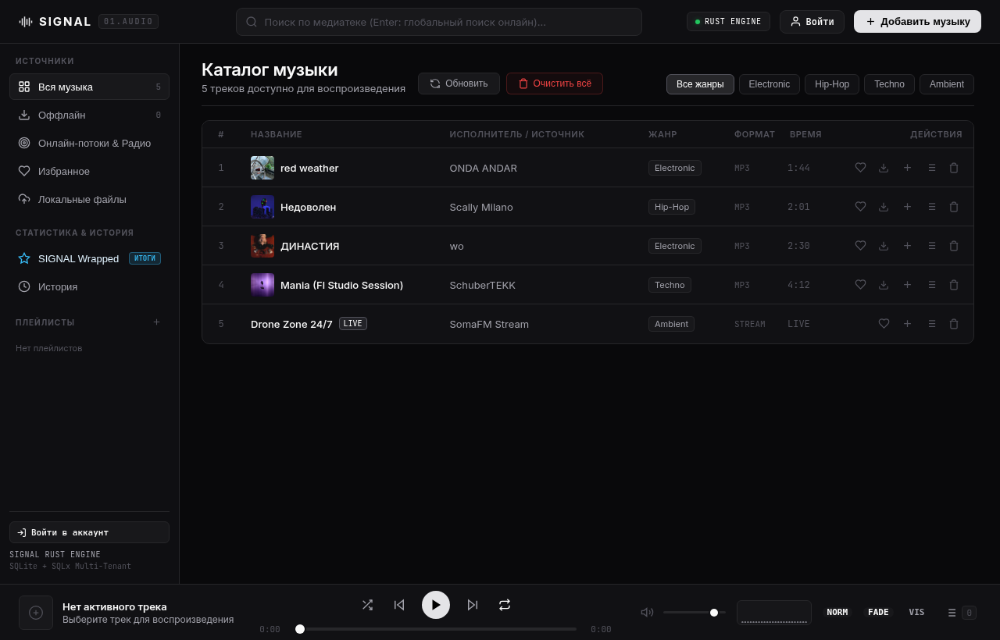 SIGNAL 01.AUDIO
Поиск по медиатеке (Enter: глобальный поиск онлайн)...
RUST ENGINE
Войти
Добавить музыку
ИСТОЧНИКИ
Вся музыка 5
Оффлайн 0
Онлайн-потоки & Радио
Избранное
Локальные файлы
СТАТИСТИКА & ИСТОРИЯ
SIGNAL Wrapped ИТОГИ
История
ПЛЕЙЛИСТЫ +
Нет плейлистов
Войти в аккаунт
SIGNAL RUST ENGINE
SQLite + SQLx Multi-Tenant
Каталог музыки
5 треков доступно для воспроизведения
Обновить
Очистить всё
Все жанры Electronic Hip-Hop Techno Ambient
# НАЗВАНИЕ ИСПОЛНИТЕЛЬ / ИСТОЧНИК ЖАНР ФОРМАТ ВРЕМЯ ДЕЙСТВИЯ
1 red weather ONDA ANDAR Electronic MP3 1:44
2 Недоволен Scally Milano Hip-Hop MP3 2:01
3 ДИНАСТИЯ wo Electronic MP3 2:30
4 Mania (Fl Studio Session) SchuberTEKK Techno MP3 4:12
5 Drone Zone 24/7 LIVE SomaFM Stream Ambient STREAM LIVE
Нет активного трека
Выберите трек для воспроизведения
0:00 0:00
NORM FADE VIS 0